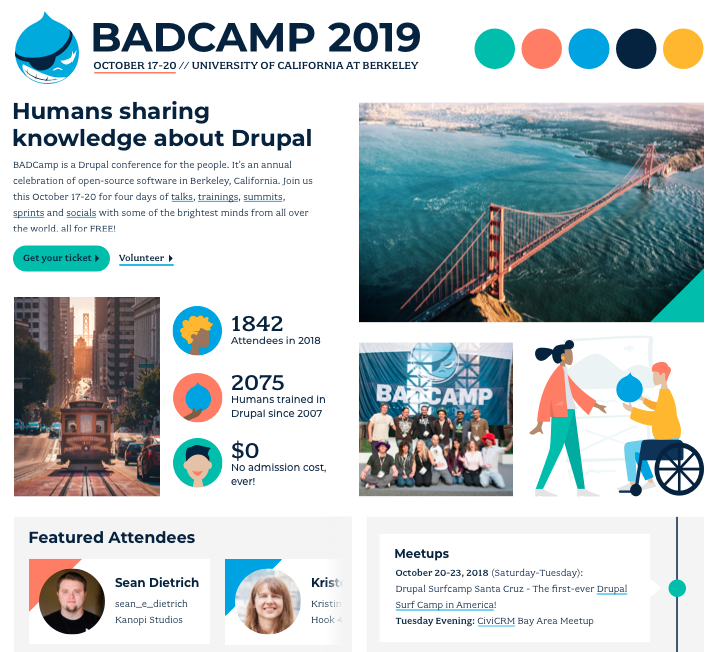 BADCAMP 2019
OCTOBER 17-20 // UNIVERSITY OF CALIFORNIA AT BERKELEY
Humans sharing
knowledge about Drupal
BADCamp is a Drupal conference for the people. It's an annual
celebration of open-source software in Berkeley, California. Join us
this October 17-20 for four days of talks, trainings, summits,
sprints and socials with some of the brightest minds from all over
the world, all for FREE!
Get your ticket
Volunteer
1842
Attendees in 2018
2075
Humans trained in
Drupal since 2007
$0
No admission cost,
ever!
BADCAMP
Featured Attendees
Sean Dietrich
sean_e_dietrich
Kanopi Studios
Krist
Kristin
Hook 4
Meetups
October 20-23, 2018 (Saturday-Tuesday):
Drupal Surfcamp Santa Cruz - The first-ever Drupal
Surf Camp in America!
Tuesday Evening: CiviCRM Bay Area Meetup